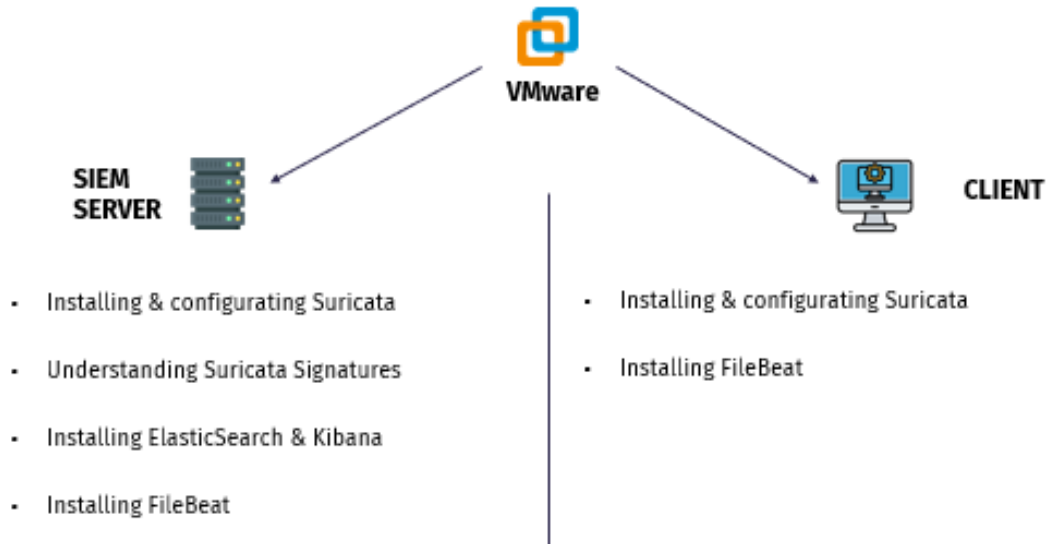 VMware
SIEM
SERVER
CLIENT
▪ Installing & configurating Suricata
▪ Understanding Suricata Signatures
▪ Installing ElasticSearch & Kibana
▪ Installing FileBeat
▪ Installing & configurating Suricata
▪ Installing FileBeat